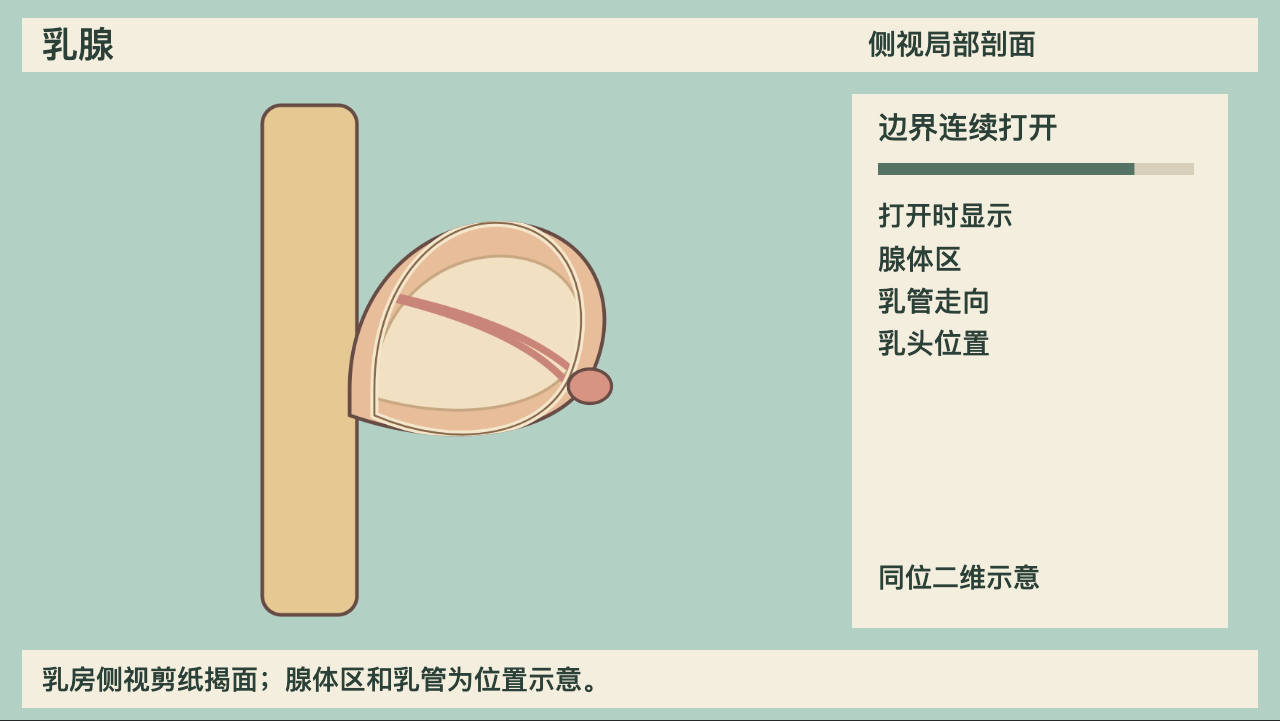 乳腺
侧视局部剖面
边界连续打开
打开时显示
腺体区
乳管走向
乳头位置
同位二维示意
乳房侧视剪纸揭面；腺体区和乳管为位置示意。